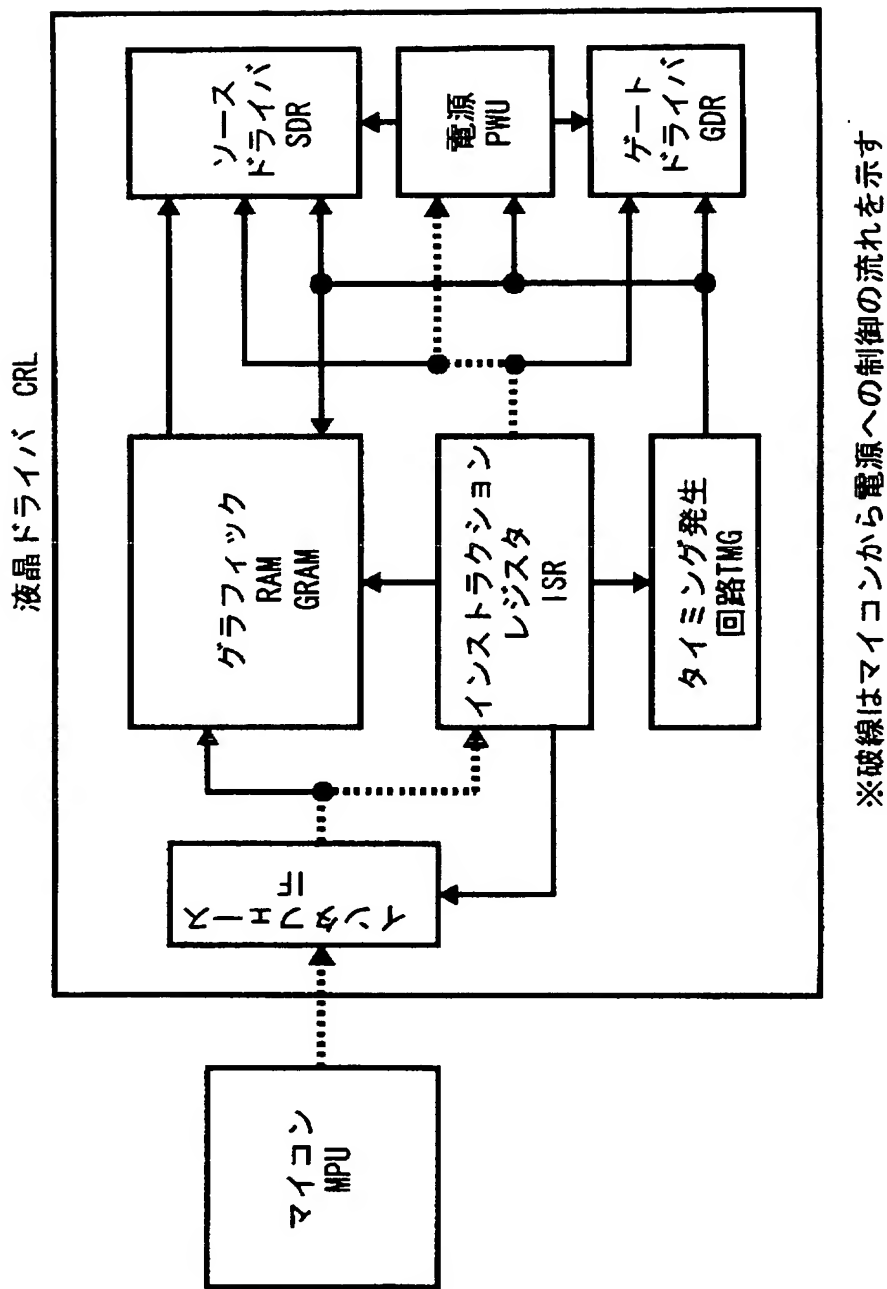 液晶ドライバ CRL
マイコン
MPU
インタフェース
IF
グラフィック
RAM
GRAM
インストラクション
レジスタ
ISR
タイミング発生
回路TMG
ソース
ドライバ
SDR
電源
PWU
ゲート
ドライバ
GDR
※破線はマイコンから電源への制御の流れを示す